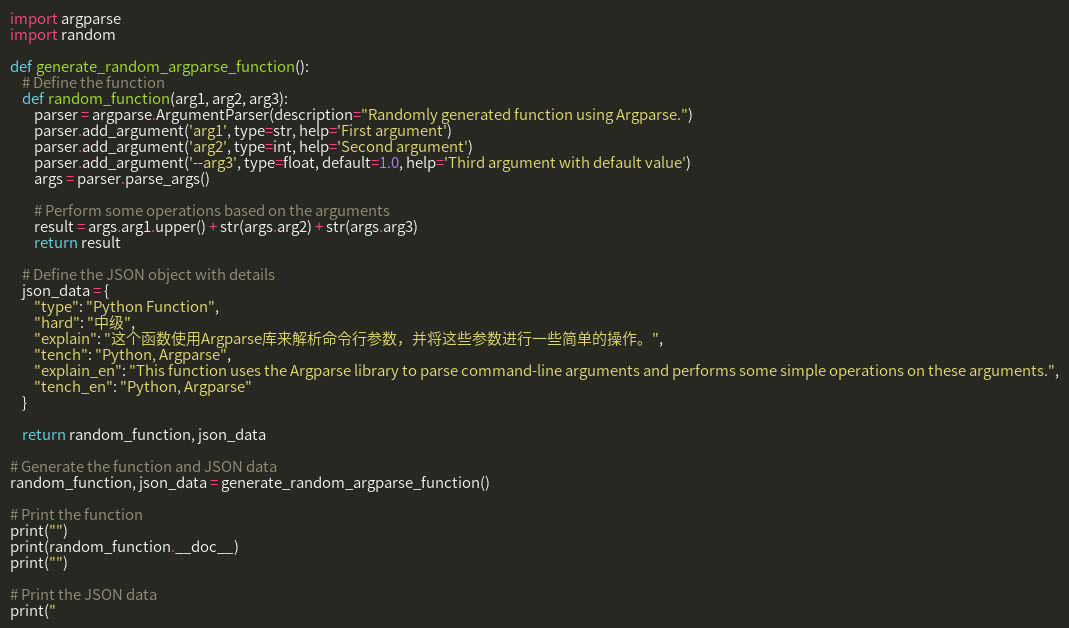 import argparse
import random

def generate_random_argparse_function():
    # Define the function
    def random_function(arg1, arg2, arg3):
        parser = argparse.ArgumentParser(description="Randomly generated function using Argparse.")
        parser.add_argument('arg1', type=str, help='First argument')
        parser.add_argument('arg2', type=int, help='Second argument')
        parser.add_argument('--arg3', type=float, default=1.0, help='Third argument with default value')
        args = parser.parse_args()

        # Perform some operations based on the arguments
        result = args.arg1.upper() + str(args.arg2) + str(args.arg3)
        return result

    # Define the JSON object with details
    json_data = {
        "type": "Python Function",
        "hard": "中级",
        "explain": "这个函数使用Argparse库来解析命令行参数，并将这些参数进行一些简单的操作。",
        "tench": "Python, Argparse",
        "explain_en": "This function uses the Argparse library to parse command-line arguments and performs some simple operations on these arguments.",
        "tench_en": "Python, Argparse"
    }

    return random_function, json_data

# Generate the function and JSON data
random_function, json_data = generate_random_argparse_function()

# Print the function
print("")
print(random_function.__doc__)
print("")

# Print the JSON data
print("